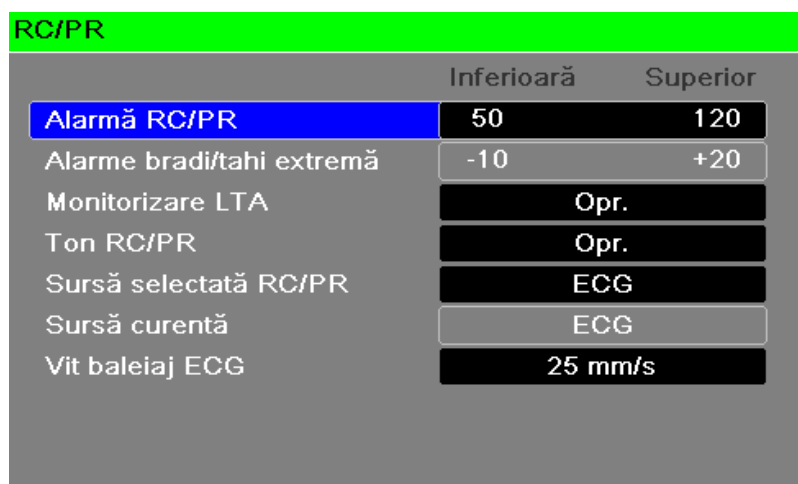 RC/PR
Inferioară Superior
Alarmă RC/PR 50 120
Alarme bradi/tahi extremă -10 +20
Monitorizare LTA Opr.
Ton RC/PR Opr.
Sursă selectată RC/PR ECG
Sursă curentă ECG
Vit baleiaj ECG 25 mm/s